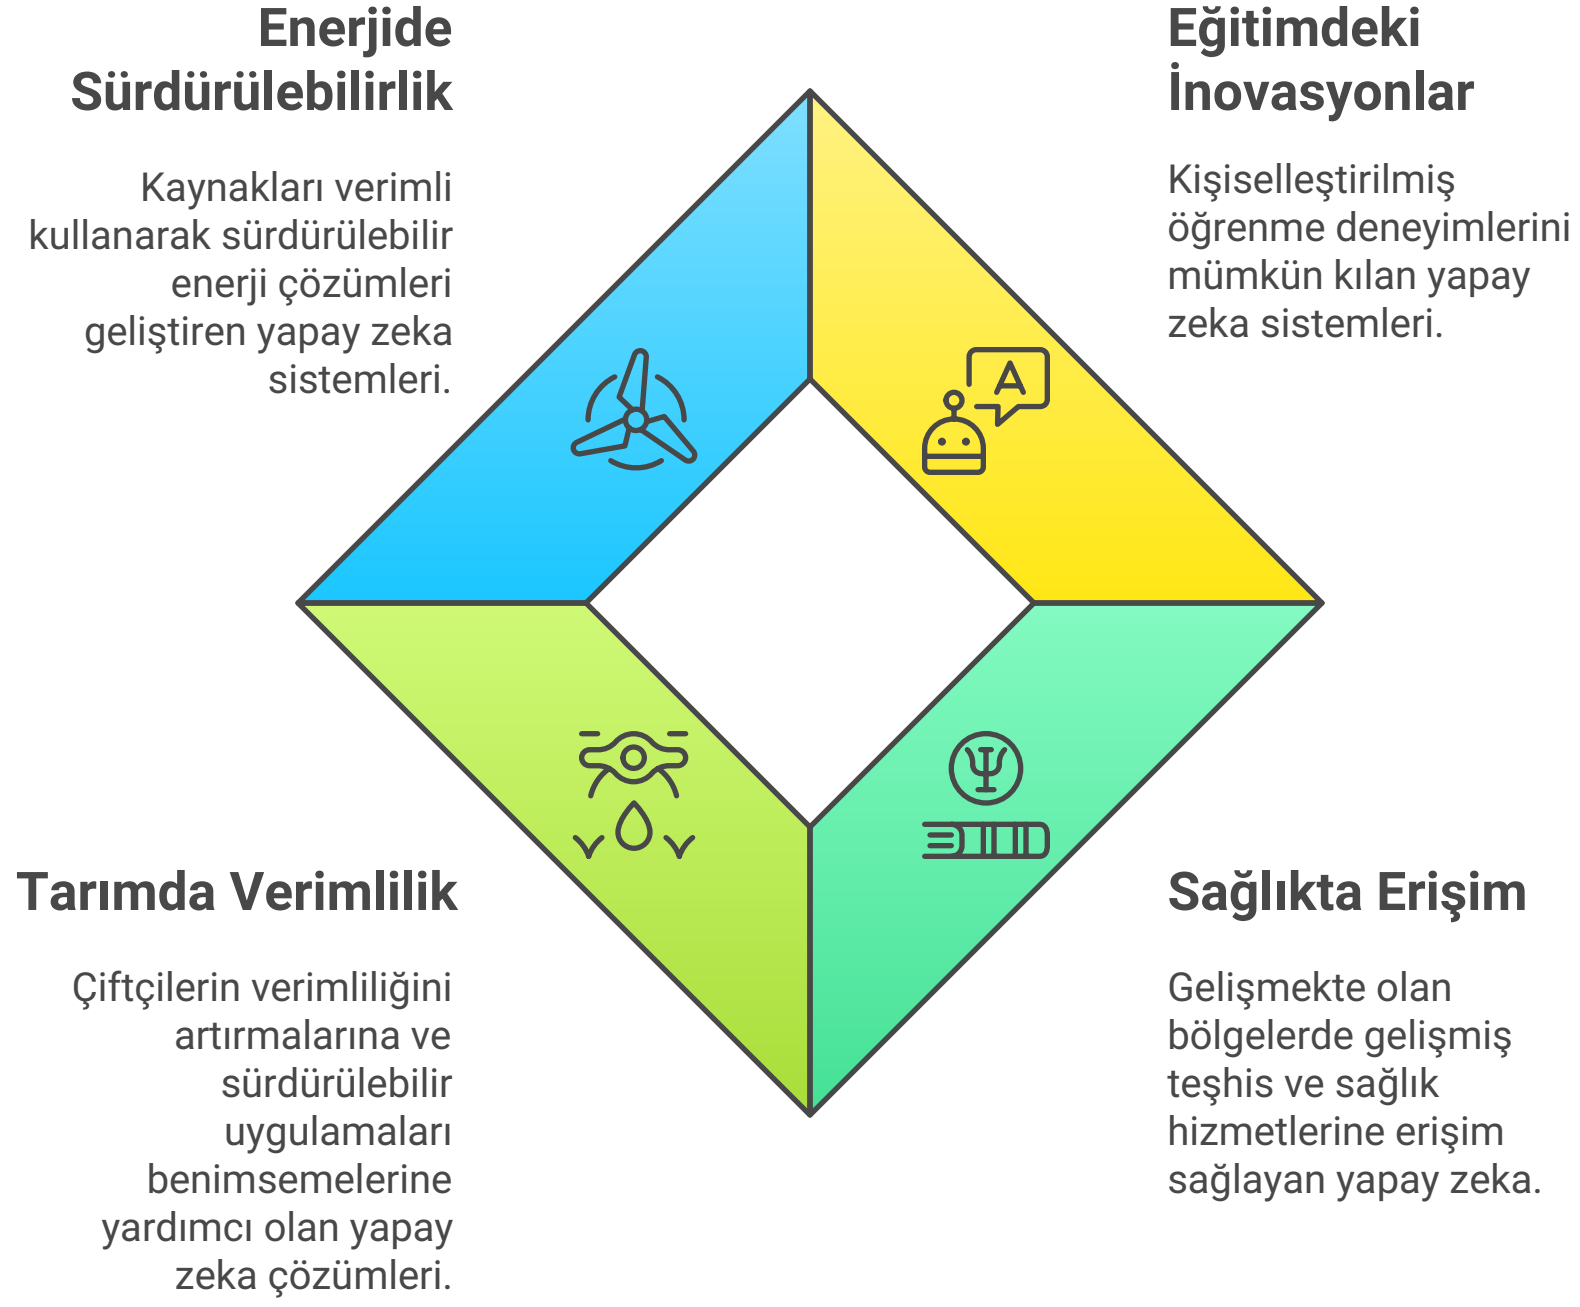 Enerjide
Sürdürülebilirlik
Kaynakları verimli
kullanarak sürdürülebilir
enerji çözümleri
geliştiren yapay zeka
sistemleri.
Eğitimdeki
İnovasyonlar
Kişiselleştirilmiş
öğrenme deneyimlerini
mümkün kılan yapay
zeka sistemleri.
A
Ψ
Tarımda Verimlilik
Çiftçilerin verimliliğini
artırmalarına ve
sürdürülebilir
uygulamaları
benimsemelerine
yardımcı olan yapay
zeka çözümleri.
Sağlıkta Erişim
Gelişmekte olan
bölgelerde gelişmiş
teşhis ve sağlık
hizmetlerine erişim
sağlayan yapay zeka.